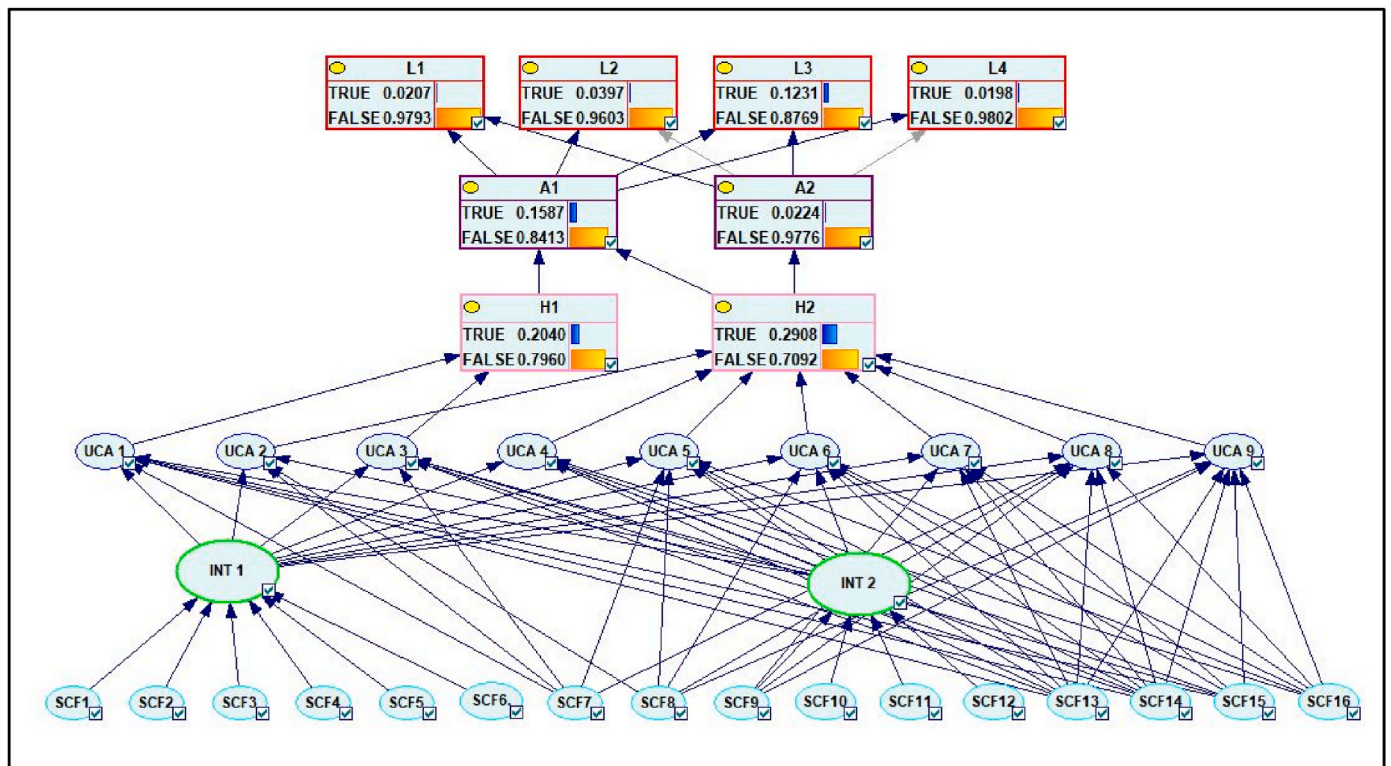 L1
TRUE 0.0207
FALSE 0.9793
L2
TRUE 0.0397
FALSE 0.9603
L3
TRUE 0.1231
FALSE 0.8769
L4
TRUE 0.0198
FALSE 0.9802
A1
TRUE 0.1587
FALSE 0.8413
A2
TRUE 0.0224
FALSE 0.9776
H1
TRUE 0.2040
FALSE 0.7960
H2
TRUE 0.2908
FALSE 0.7092
UCA 1
UCA 2
UCA 3
UCA 4
UCA 5
UCA 6
UCA 7
UCA 8
UCA 9
INT 1
INT 2
SCF1
SCF2
SCF3
SCF4
SCF5
SCF6
SCF7
SCF8
SCF9
SCF10
SCF11
SCF12
SCF13
SCF14
SCF15
SCF16